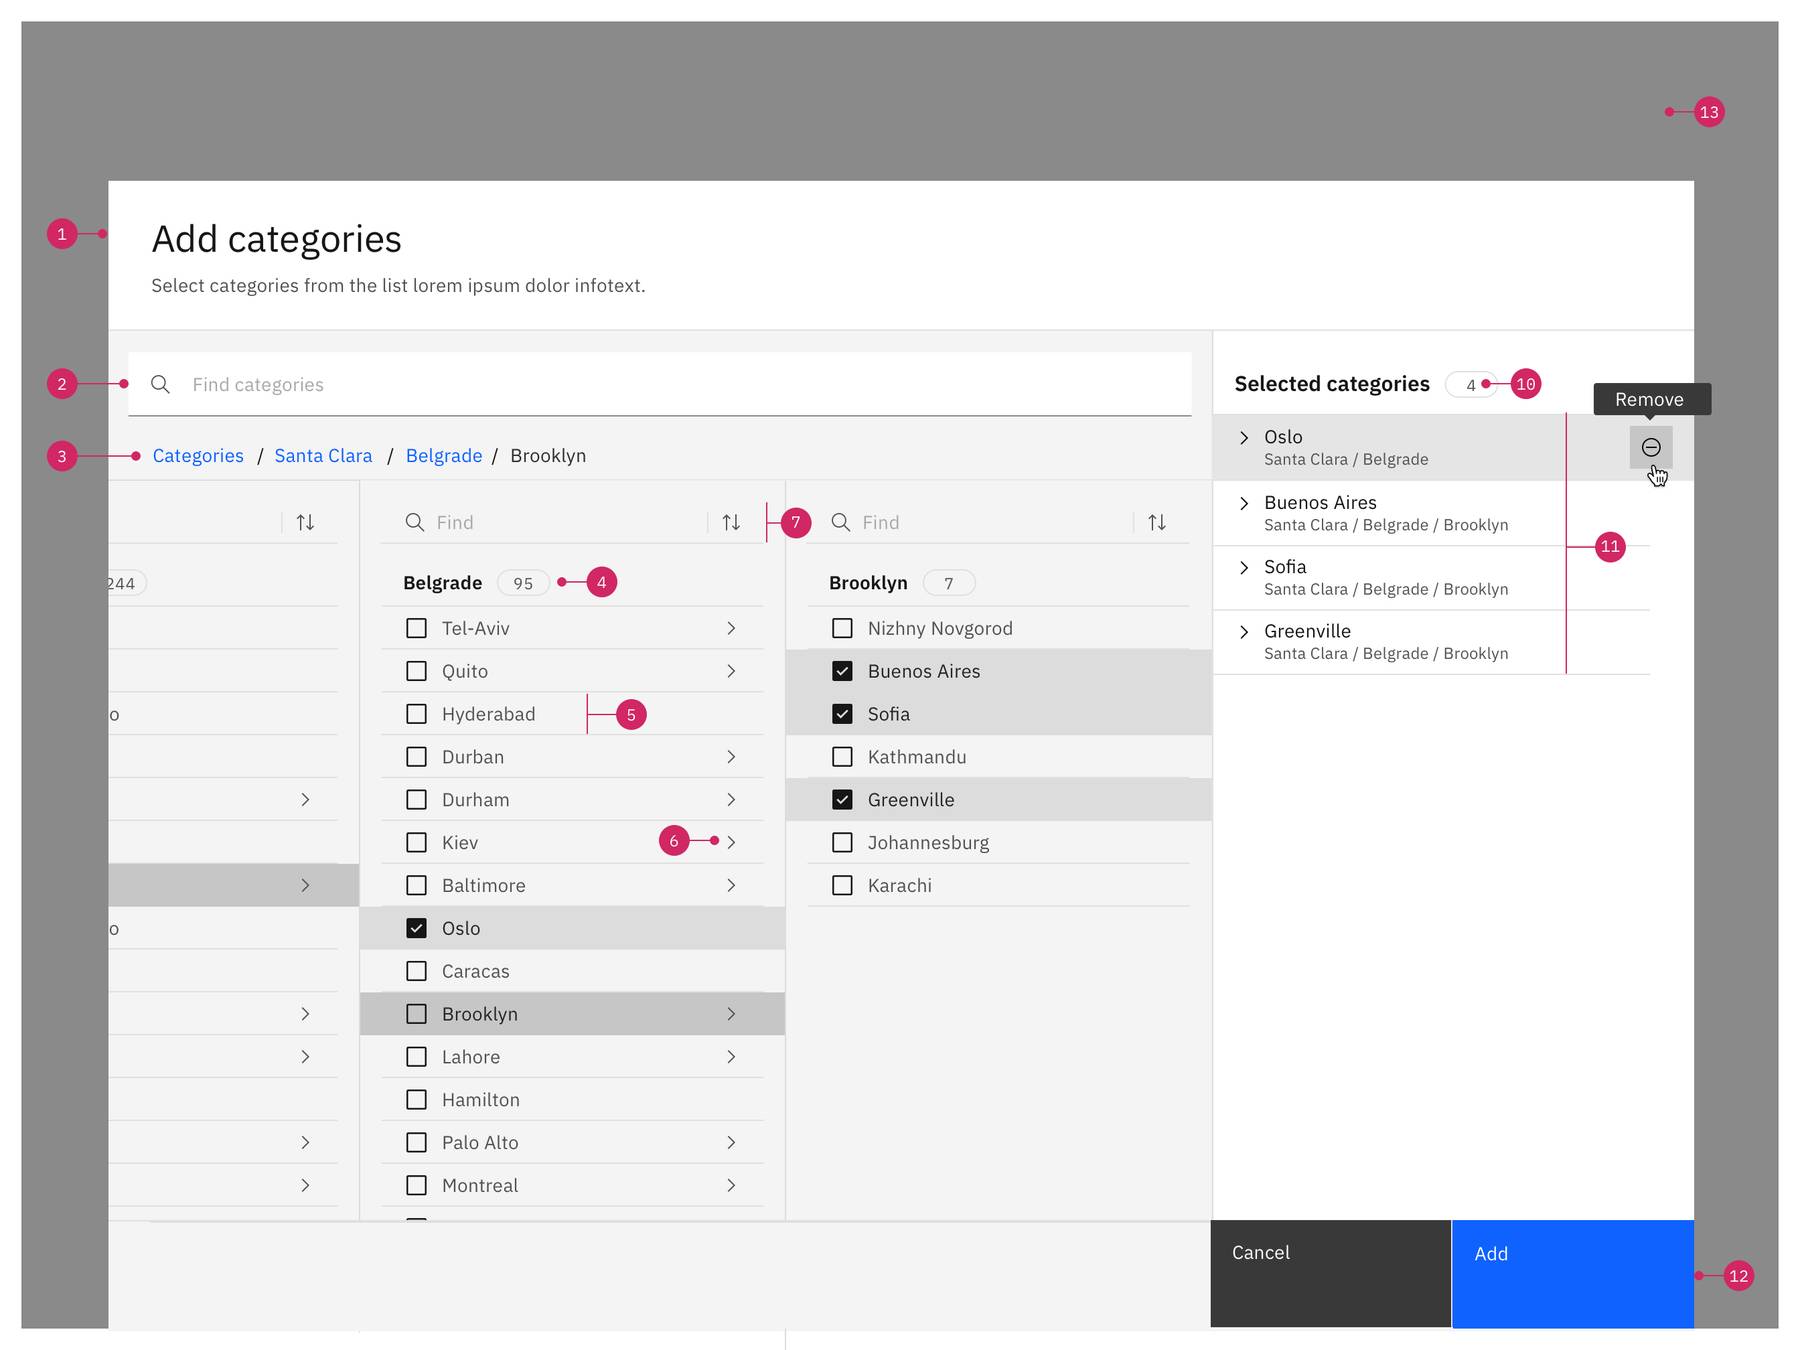 13
1
Add categories
Select categories from the list lorem ipsum dolor infotext.
2
Find categories
Selected categories 4 10
Remove
3
Categories / Santa Clara / Belgrade / Brooklyn
Oslo
Santa Clara / Belgrade
Buenos Aires
Santa Clara / Belgrade / Brooklyn
11
Sofia
Santa Clara / Belgrade / Brooklyn
Greenville
Santa Clara / Belgrade / Brooklyn
244
o
o
Find
7
Belgrade 95 4
Tel-Aviv
Quito
Hyderabad 5
Durban
Durham
Kiev 6
Baltimore
Oslo
Caracas
Brooklyn
Lahore
Hamilton
Palo Alto
Montreal
Find
Brooklyn 7
Nizhny Novgorod
Buenos Aires
Sofia
Kathmandu
Greenville
Johannesburg
Karachi
Cancel
Add
12